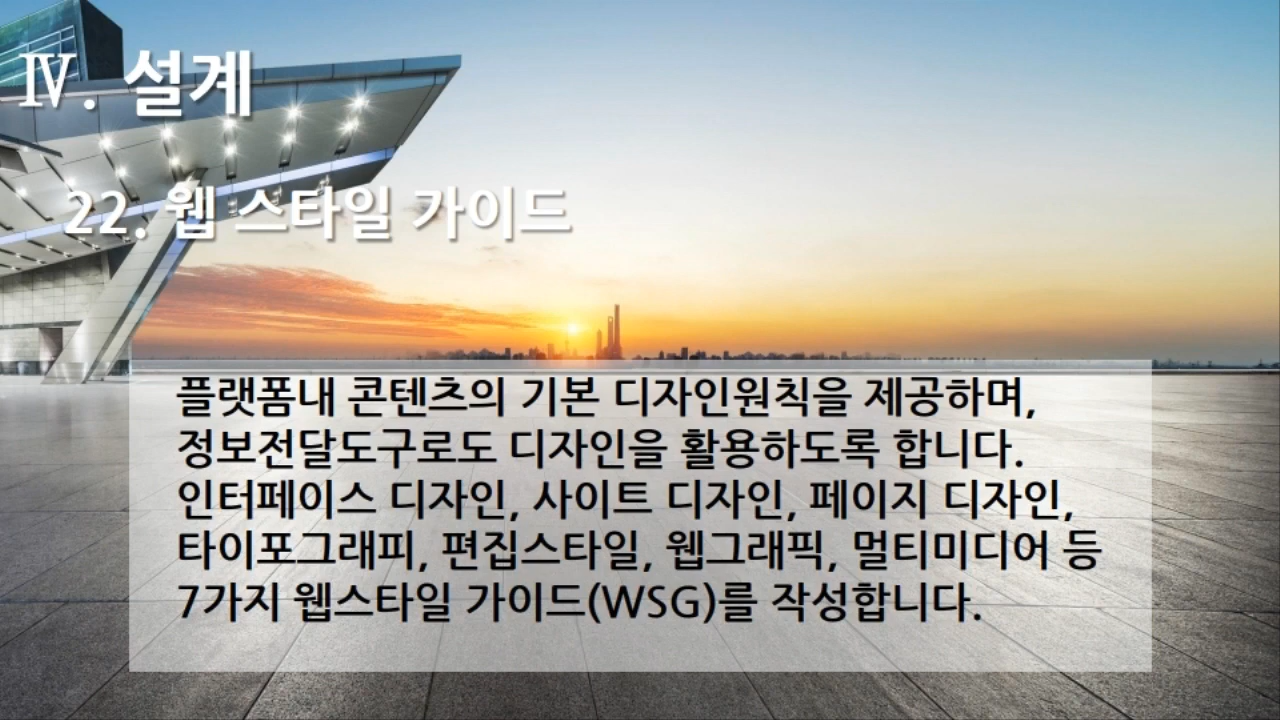 Ⅳ. 설계
22. 웹 스타일 가이드
플랫폼내 콘텐츠의 기본 디자인원칙을 제공하며,
정보전달도구로도 디자인을 활용하도록 합니다.
인터페이스 디자인, 사이트 디자인, 페이지 디자인,
타이포그래피, 편집스타일, 웹그래픽, 멀티미디어 등
7가지 웹스타일 가이드(WSG)를 작성합니다.